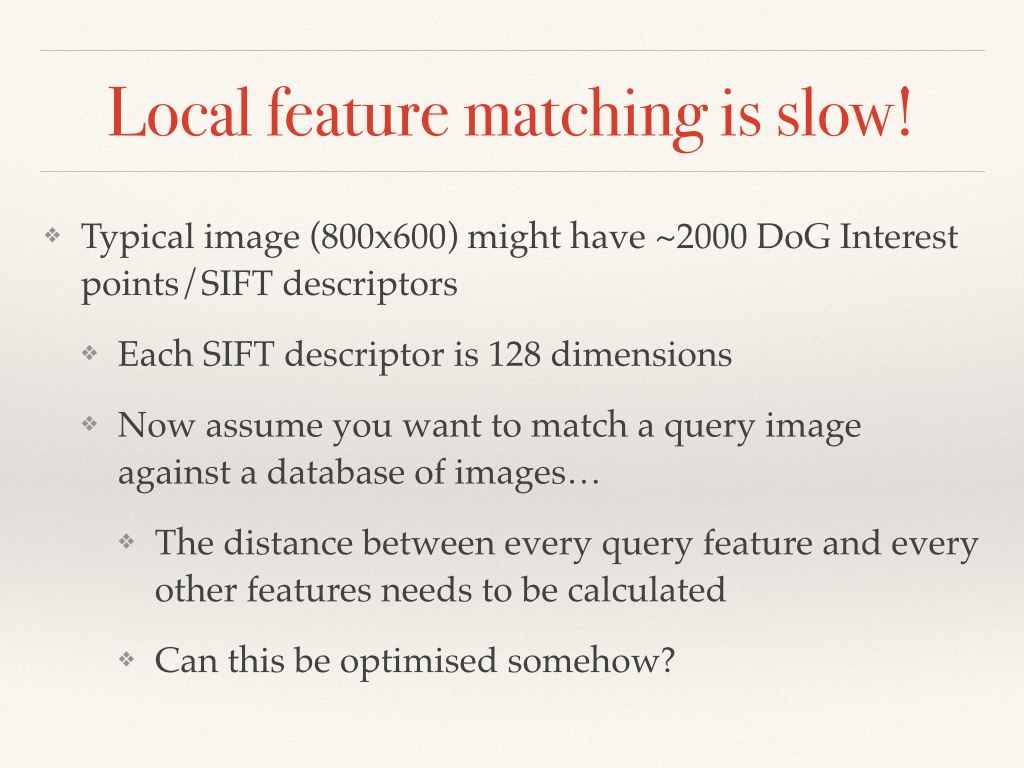 Local feature matching is slow!
❖ Typical image (800x600) might have ~2000 DoG Interest
points/SIFT descriptors
❖ Each SIFT descriptor is 128 dimensions
❖ Now assume you want to match a query image
against a database of images…
❖ The distance between every query feature and every
other features needs to be calculated
❖ Can this be optimised somehow?